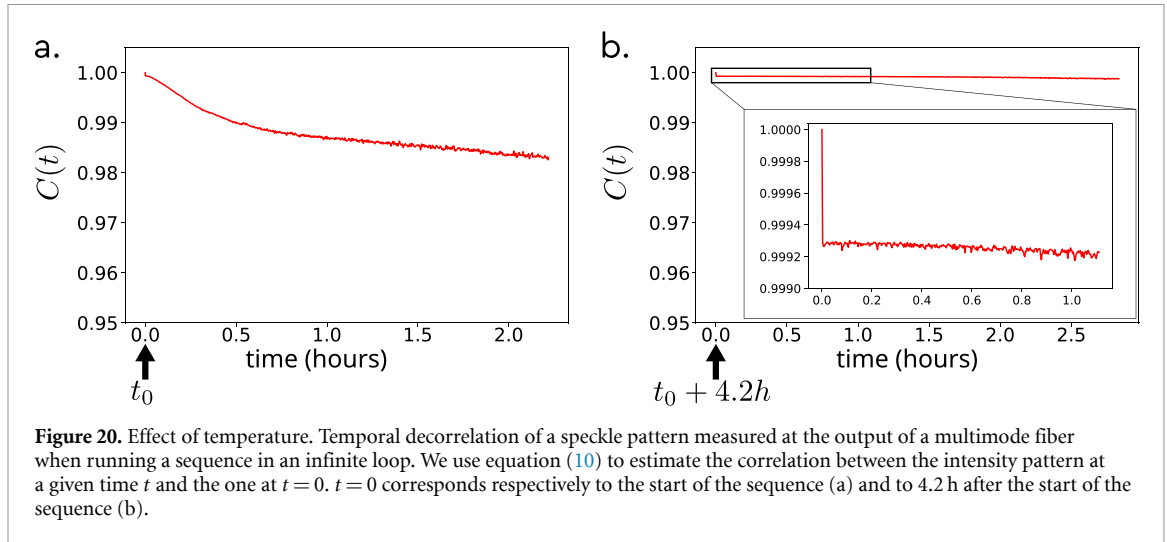 a.
1.00
0.99
0.98
0.97
0.96
0.95
C(t)
0.0 0.5 1.0 1.5 2.0
time (hours)
t₀
b.
1.00
0.99
0.98
0.97
0.96
0.95
C(t)
1.0000
0.9998
0.9996
0.9994
0.9992
0.9990
0.0 0.2 0.4 0.6 0.8 1.0
0.0 0.5 1.0 1.5 2.0 2.5
time (hours)
t₀ + 4.2h
Figure 20. Effect of temperature. Temporal decorrelation of a speckle pattern measured at the output of a multimode fiber
when running a sequence in an infinite loop. We use equation (10) to estimate the correlation between the intensity pattern at
a given time t and the one at t = 0. t = 0 corresponds respectively to the start of the sequence (a) and to 4.2 h after the start of the
sequence (b).